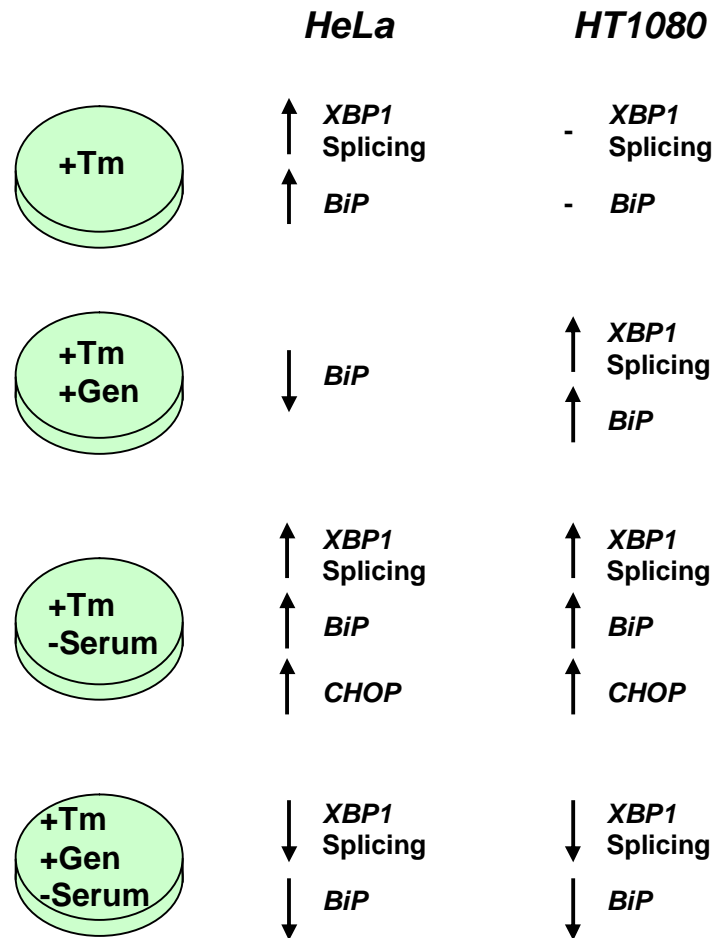 HeLa HT1080
+Tm
XBP1 XBP1
Splicing - Splicing
BiP - BiP
+Tm
+Gen
BiP
XBP1
Splicing
BiP
+Tm
-Serum
XBP1 XBP1
Splicing Splicing
BiP BiP
CHOP CHOP
+Tm
+Gen
-Serum
XBP1 XBP1
Splicing Splicing
BiP BiP